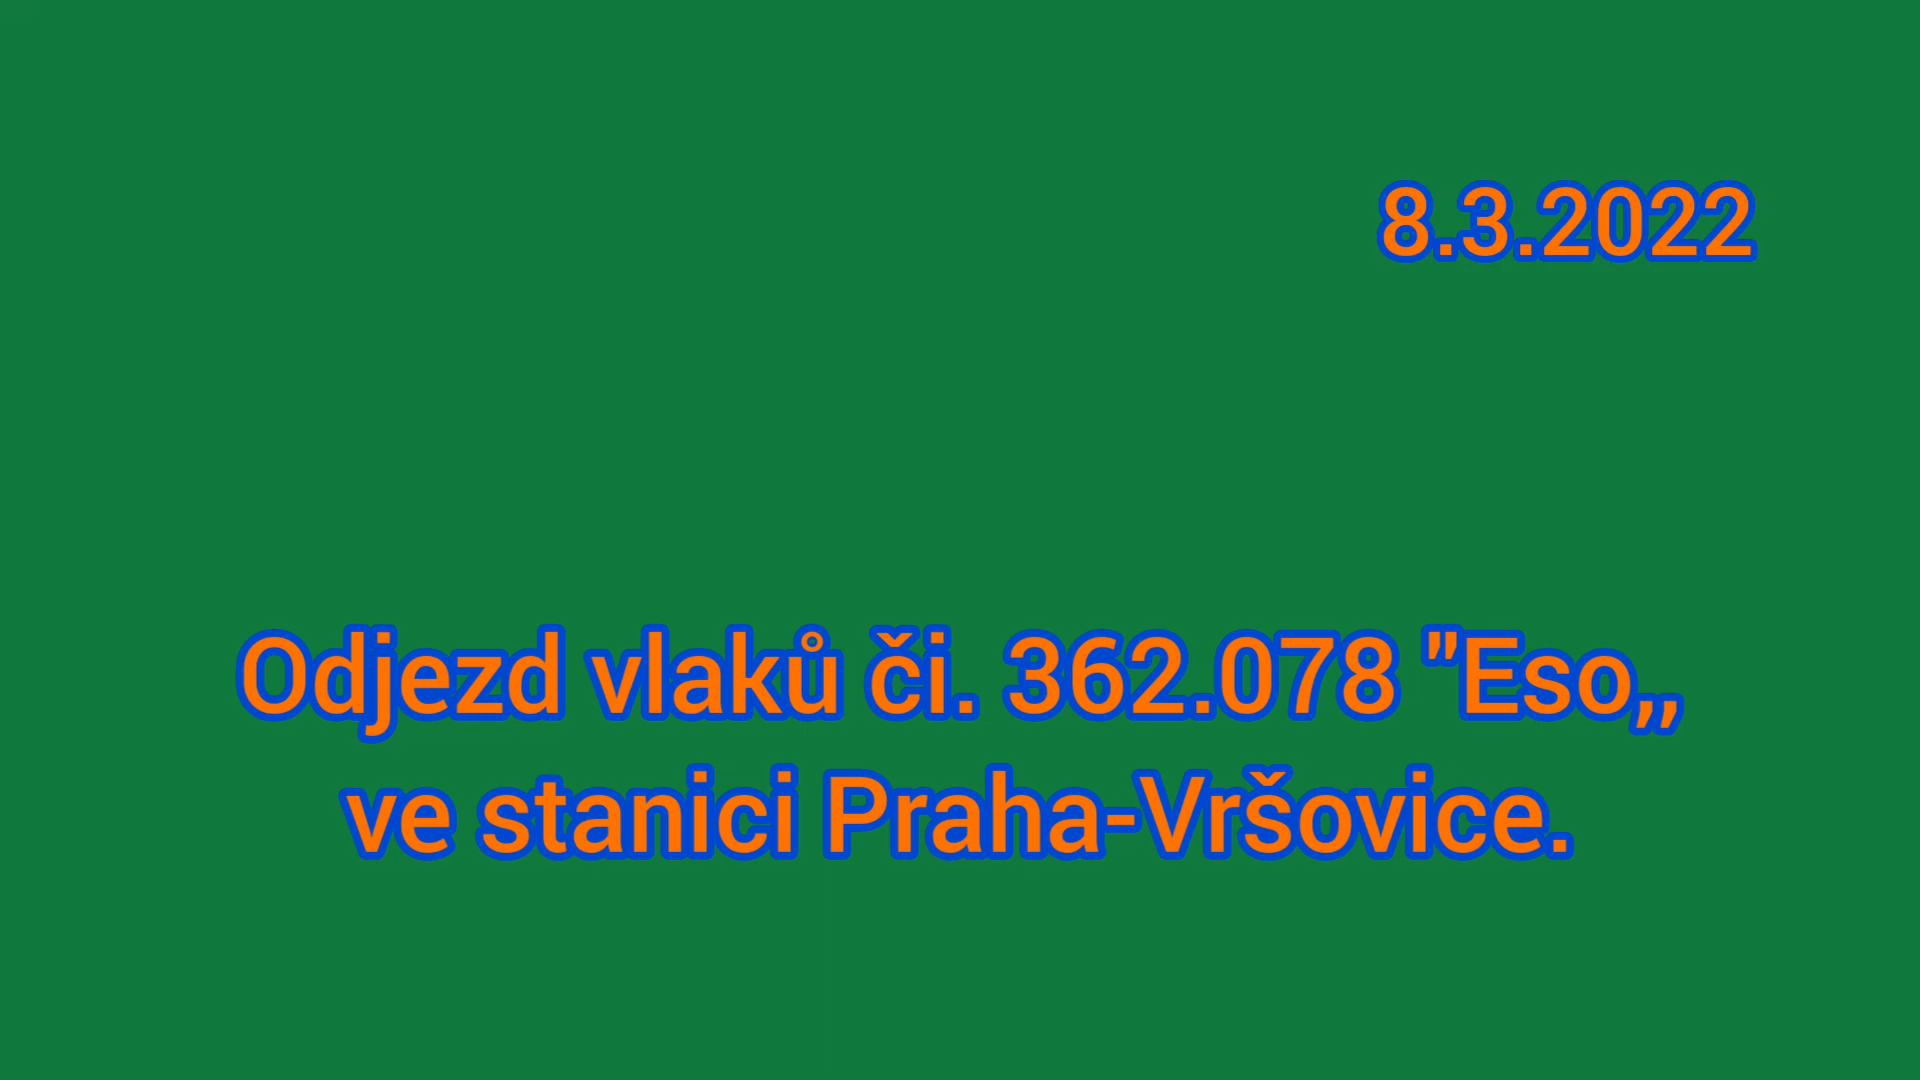 8.3.2022
Odjezd vlaků či. 362.078 "Eso,,
ve stanici Praha-Vršovice.